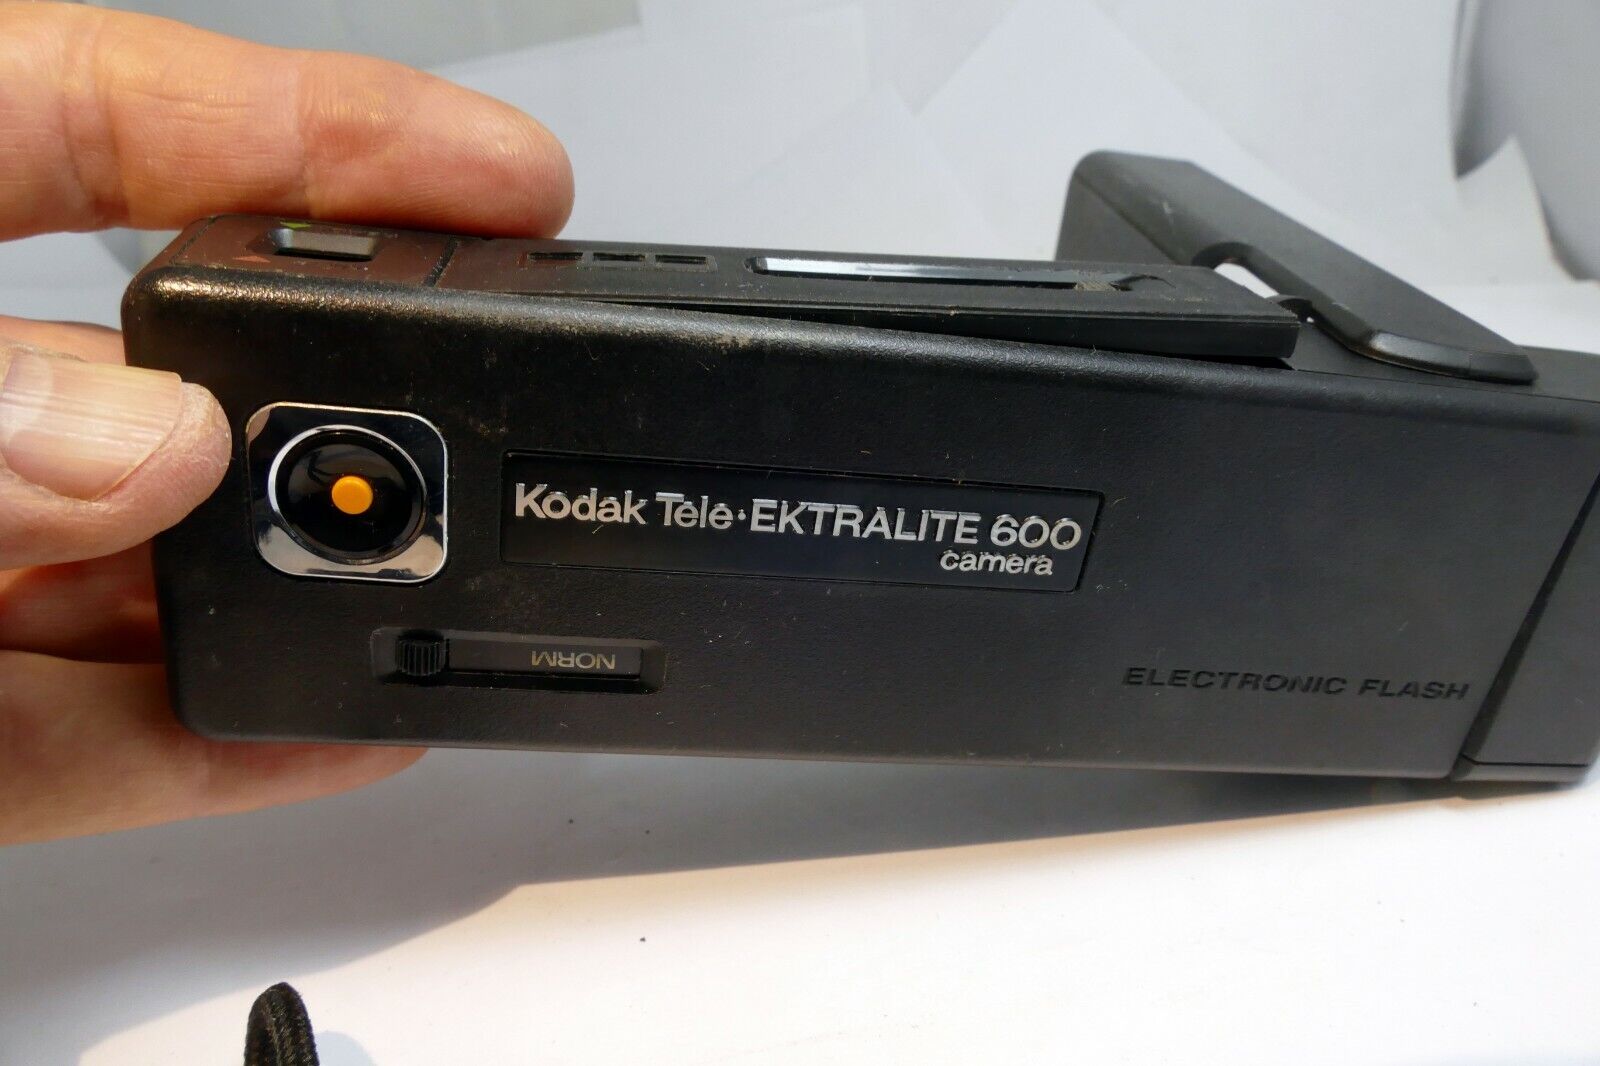 Kodak Tele·EKTRALITE 600
camera
NORM
ELECTRONIC FLASH